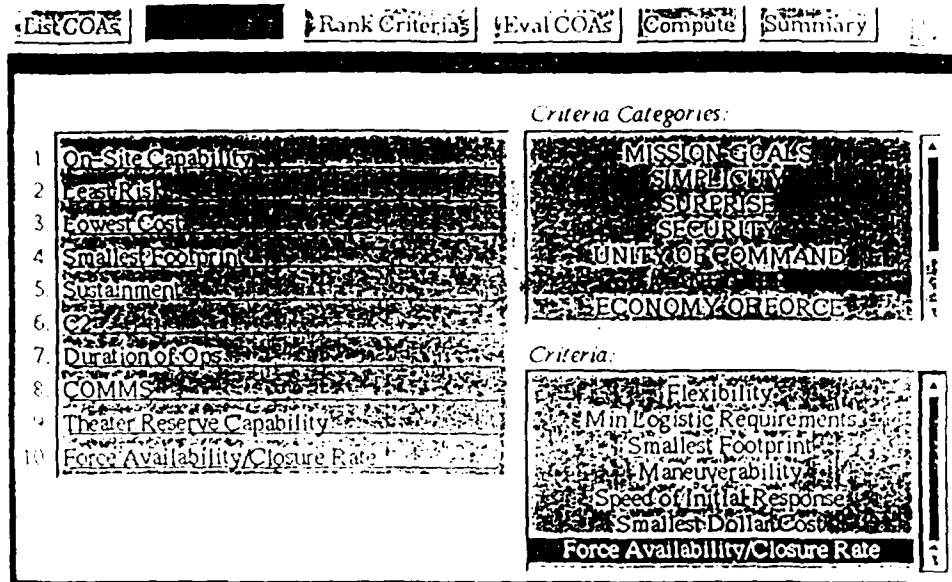 List COAs Rank Criterias Eval COAs Compute Summary
Criteria Categories:
1 On-Site Capability
2 Least Risk
3. Lowest Cost
4 Smallest Footprint
5. Sustainment
6. C2
7. Duration of Ops
8. COMMS
9 Theater Reserve Capability
10 Force Availability/Closure Rate
MISSION GOALS
SIMPLICITY
SURPRISE
SECURITY
UNITY OF COMMAND
ECONOMY OF FORCE
Criteria:
Flexibility
Min Logistic Requirements
Smallest Footprint
Maneuverability
Speed of Initial Response
Smallest Dollar Cost
Force Availability/Closure Rate